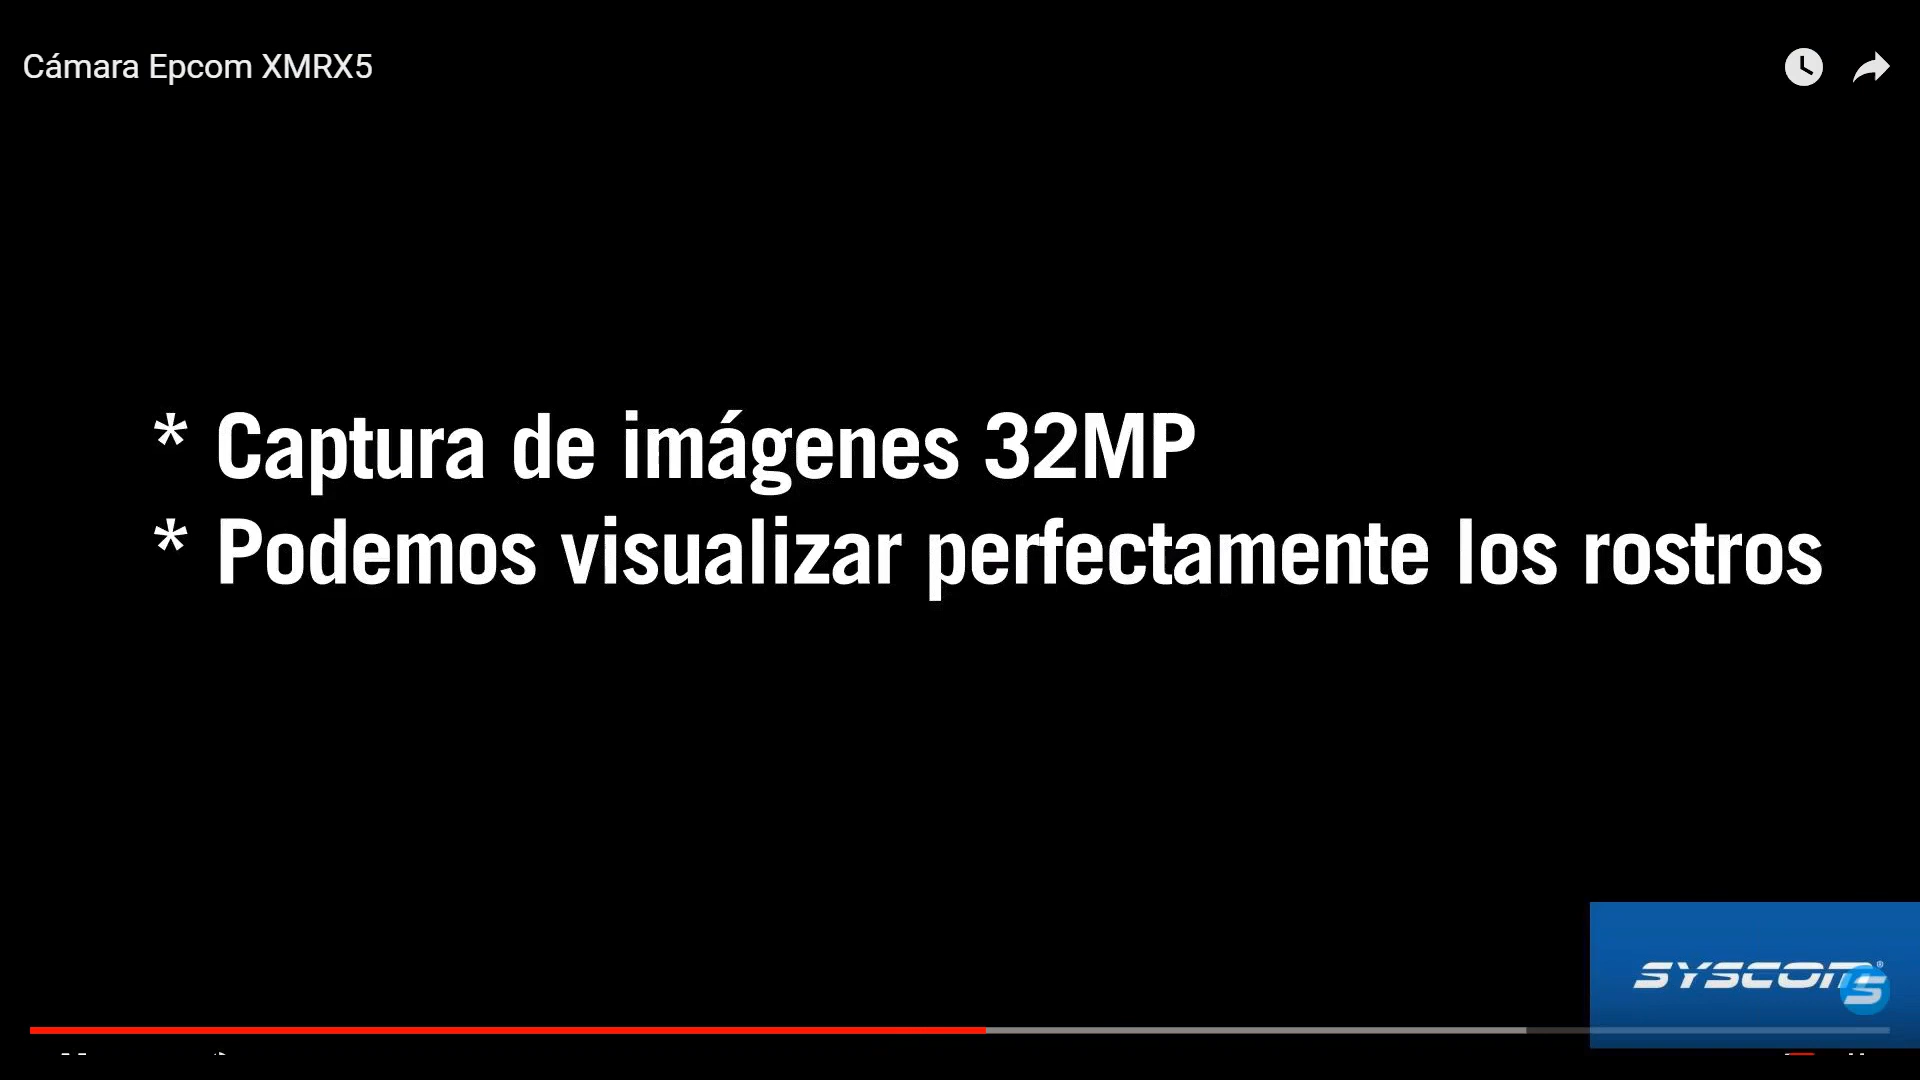 Cámara Epcom XMRX5
* Captura de imágenes 32MP
* Podemos visualizar perfectamente los rostros
SYSCOM®